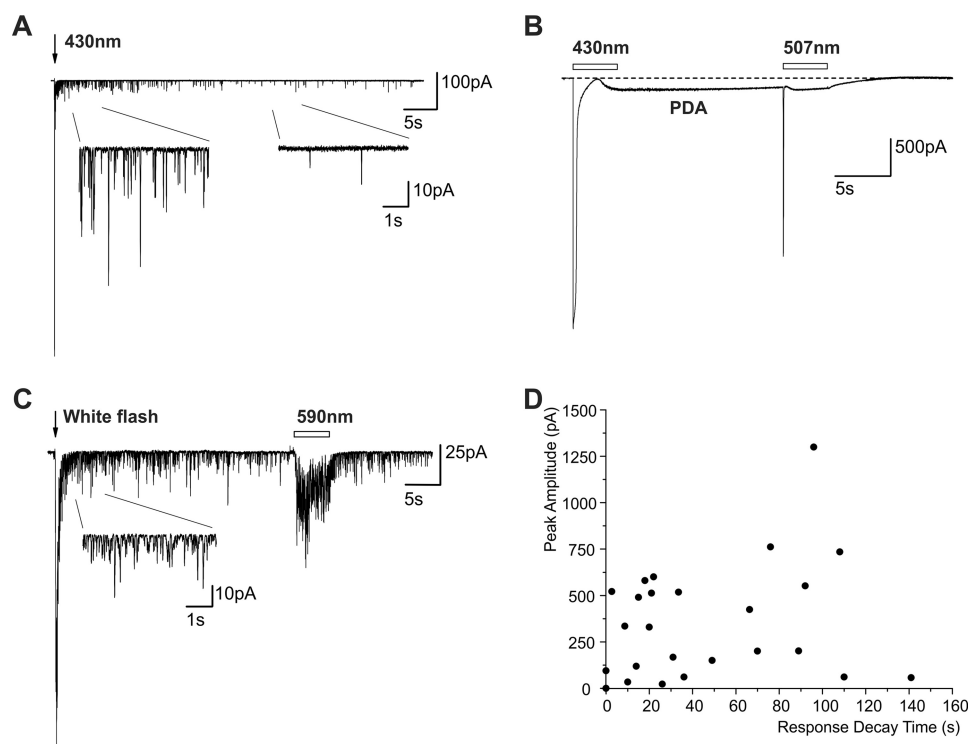 A
430nm
100pA
5s
10pA
1s
B
430nm
507nm
PDA
500pA
5s
C
White flash
590nm
25pA
5s
10pA
1s
D
Peak Amplitude (pA)
1500
1250
750
500
250
0
0 20 40 60 80 100 120 140 160
Response Decay Time (s)